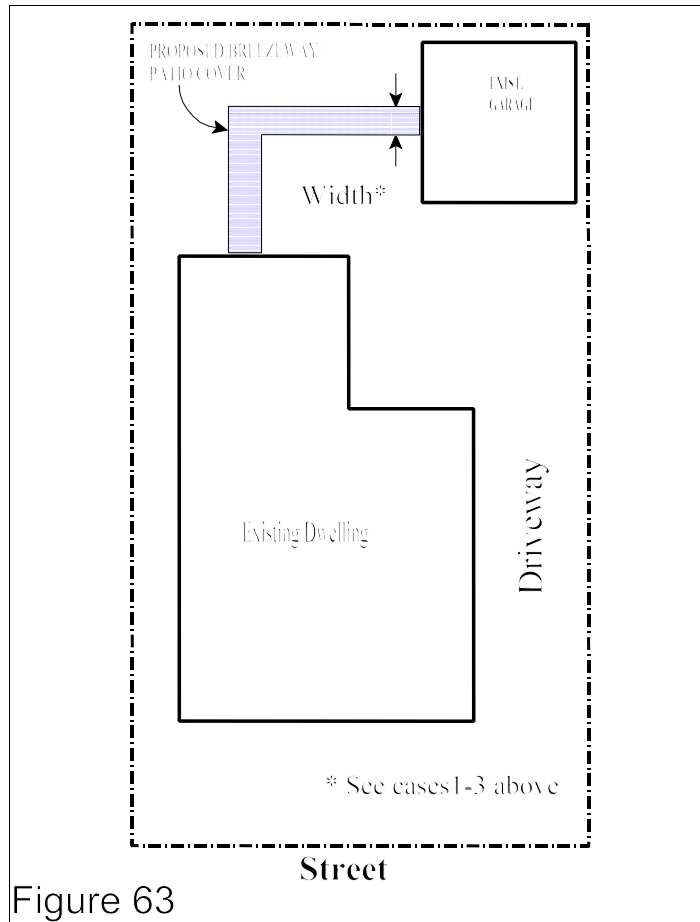 PROPOSED BREEZEWAY
PATIO COVER
EXIST.
GARAGE
Width*
Existing Dwelling
Driveway
* See cases1-3 above
Street
Figure 63